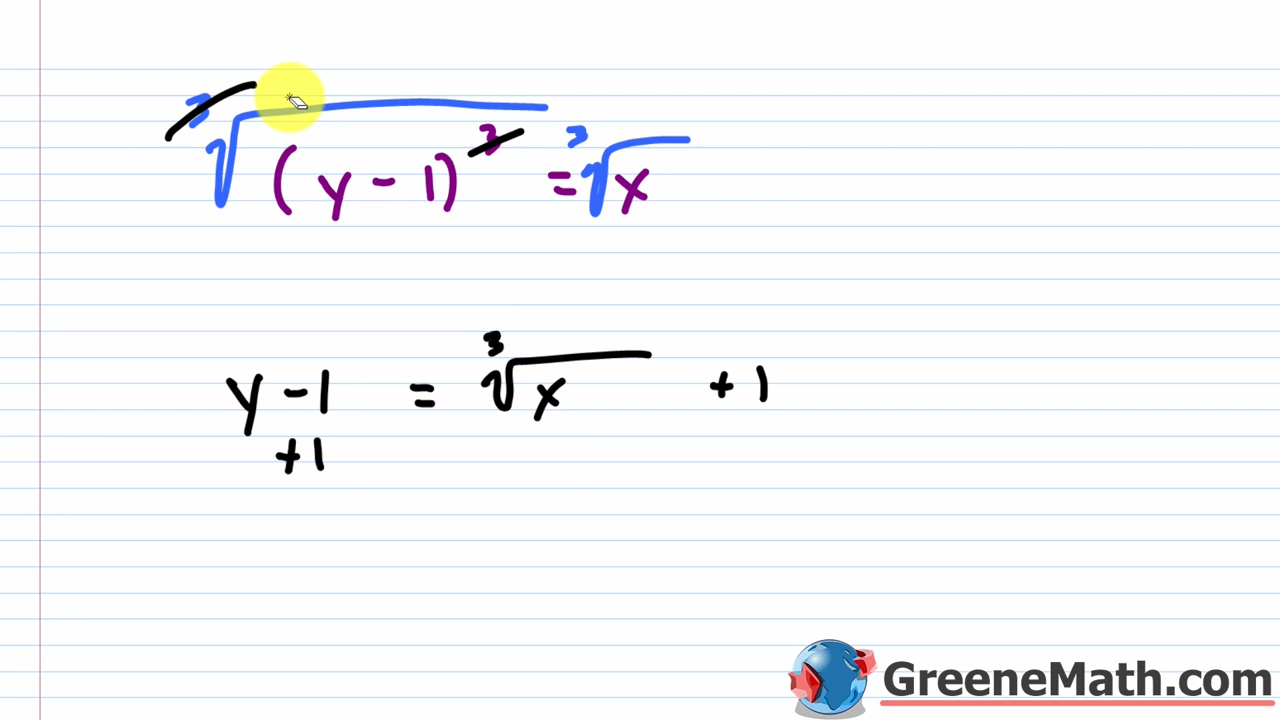 ∛(y - 1)³ = ∛x
y - 1 = ∛x + 1
+ 1
GreeneMath.com